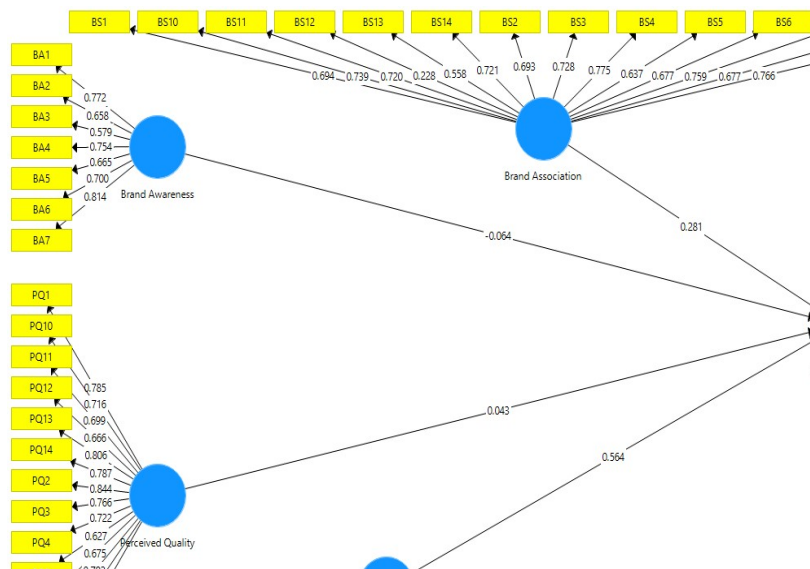 BS1 BS10 BS11 BS12 BS13 BS14 BS2 BS3 BS4 BS5 BS6
0.694 0.739 0.720 0.228 0.558 0.721 0.693 0.728 0.775 0.637 0.677 0.759 0.677 0.766
Brand Association
BA1
BA2
BA3
BA4
BA5
BA6
BA7
0.772
0.658
0.579
0.754
0.665
0.700
0.814
Brand Awareness
-0.064
0.281
PQ1
PQ10
PQ11
PQ12
PQ13
PQ14
PQ2
PQ3
PQ4
0.785
0.716
0.699
0.666
0.806
0.787
0.844
0.766
0.722
0.627
0.675
Perceived Quality
0.043
0.564